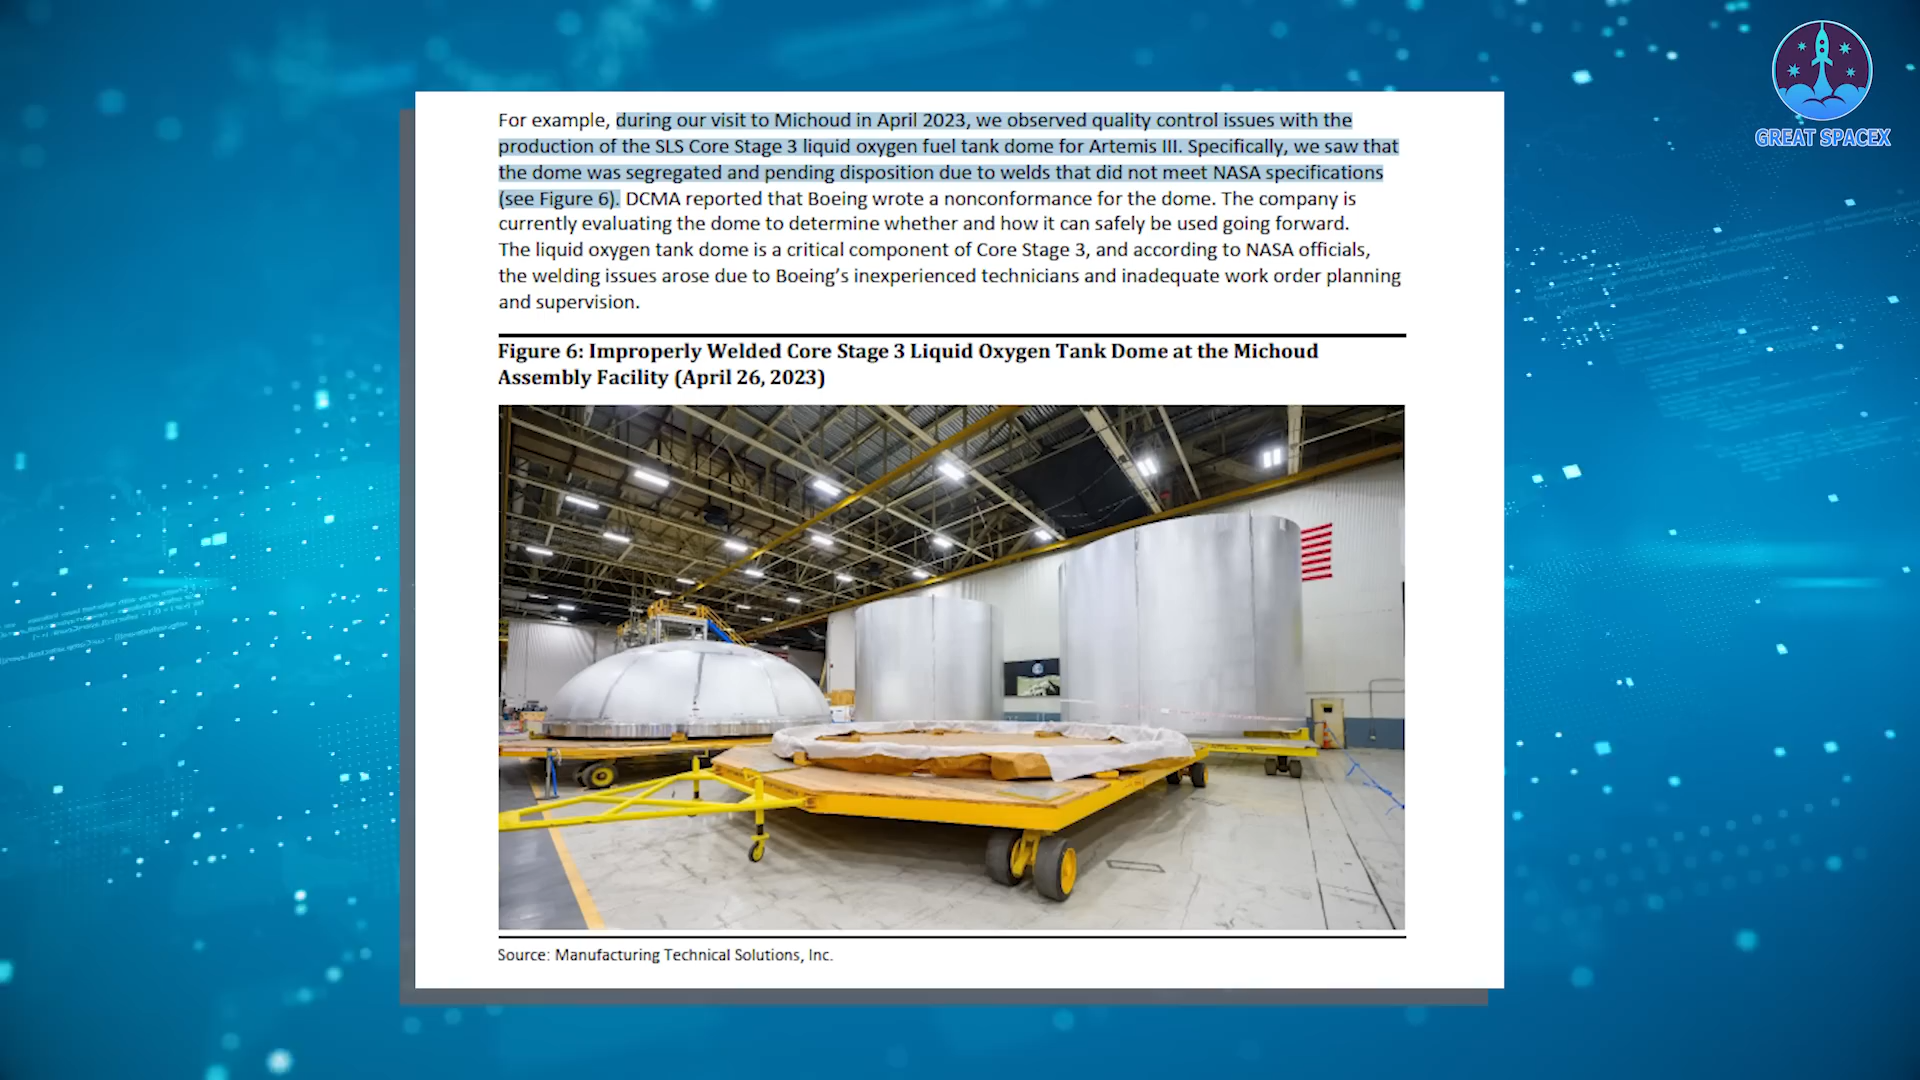 GREAT SPACEX
For example, during our visit to Michoud in April 2023, we observed quality control issues with the
production of the SLS Core Stage 3 liquid oxygen fuel tank dome for Artemis III. Specifically, we saw that
the dome was segregated and pending disposition due to welds that did not meet NASA specifications
(see Figure 6). DCMA reported that Boeing wrote a nonconformance for the dome. The company is
currently evaluating the dome to determine whether and how it can safely be used going forward.
The liquid oxygen tank dome is a critical component of Core Stage 3, and according to NASA officials,
the welding issues arose due to Boeing’s inexperienced technicians and inadequate work order planning
and supervision.
Figure 6: Improperly Welded Core Stage 3 Liquid Oxygen Tank Dome at the Michoud
Assembly Facility (April 26, 2023)
Source: Manufacturing Technical Solutions, Inc.